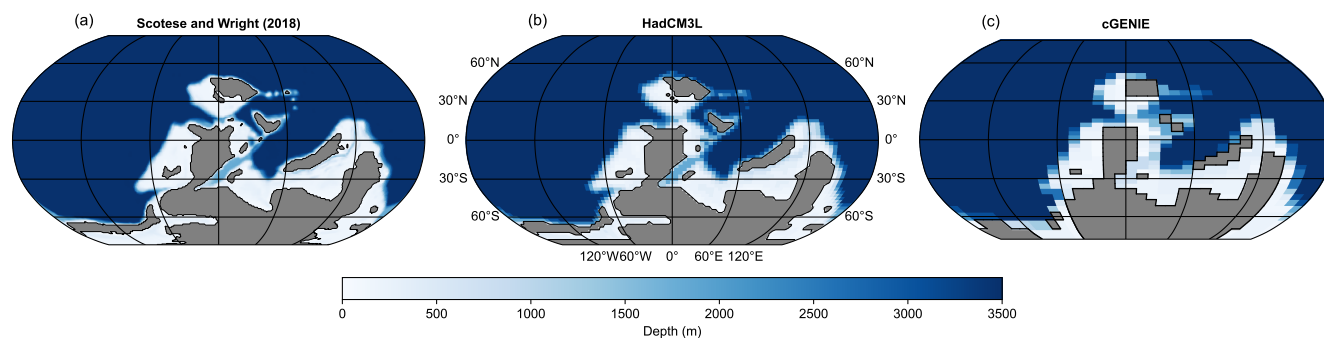 (a)
Scotese and Wright (2018)
(b)
HadCM3L
(c)
cGENIE
60°N
60°N
30°N
30°N
0°
0°
30°S
30°S
60°S
60°S
120°W60°W 0° 60°E 120°E
0 500 1000 1500 2000 2500 3000 3500
Depth (m)